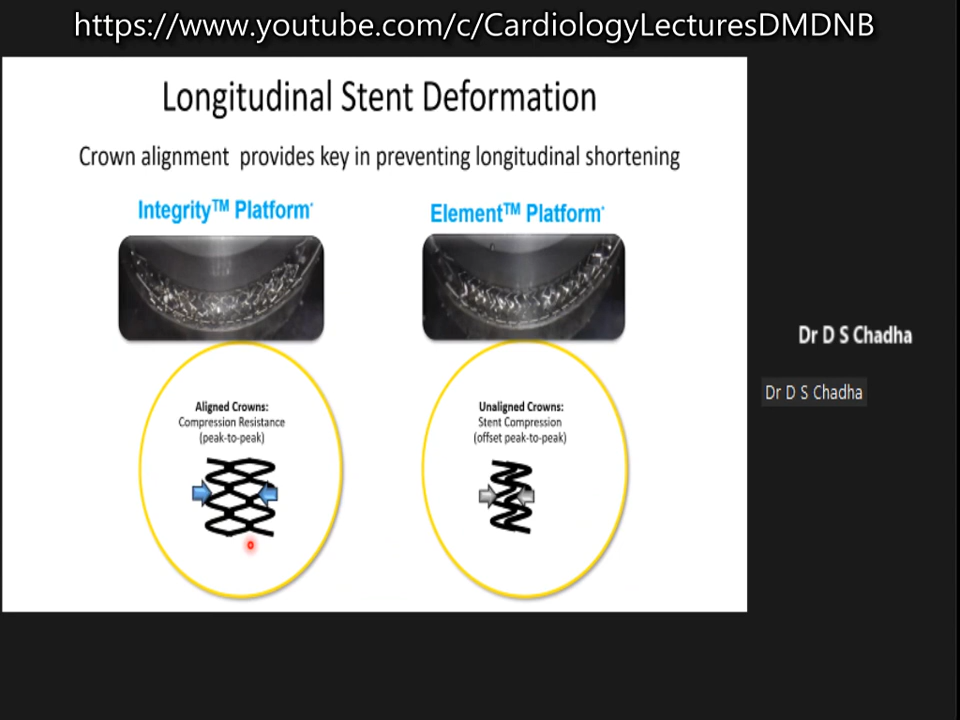 https://www.youtube.com/c/CardiologyLecturesDMDNB
Longitudinal Stent Deformation
Crown alignment provides key in preventing longitudinal shortening
Integrity™ Platform*
Element™ Platform*
Aligned Crowns:
Compression Resistance
(peak-to-peak)
Unaligned Crowns:
Stent Compression
(offset peak-to-peak)
Dr D S Chadha
Dr D S Chadha